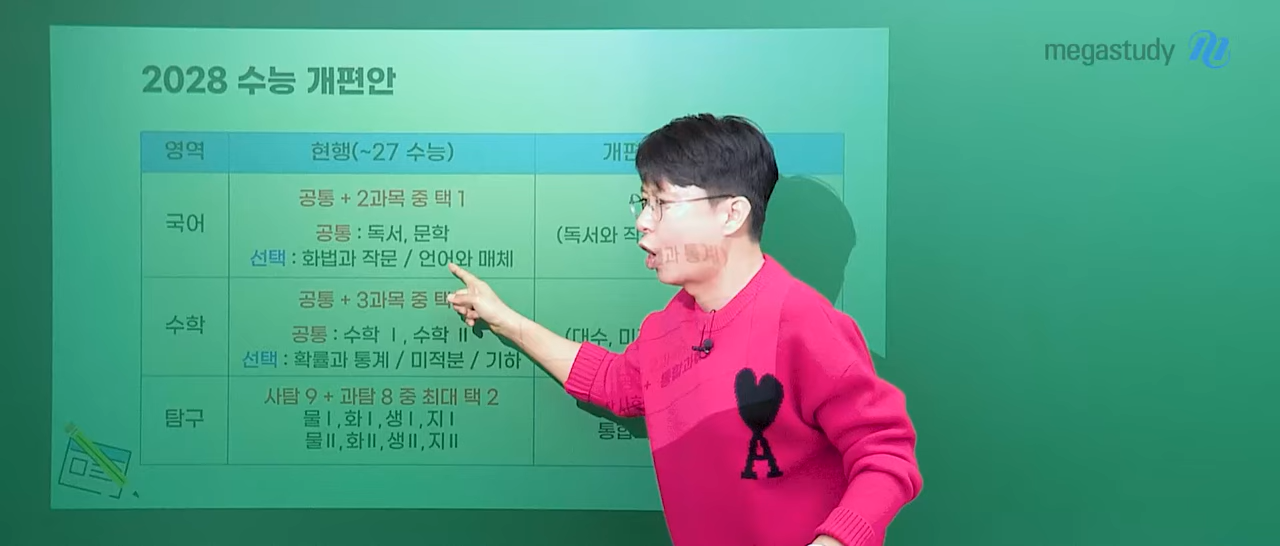 megastudy
2028 수능 개편안
영역
현행(~27 수능)
개편
국어
공통 + 2과목 중 택 1
공통 : 독서, 문학
선택 : 화법과 작문 / 언어와 매체
(독서와 작
과 통계)
수학
공통 + 3과목 중 택
공통 : 수학 Ⅰ, 수학 Ⅱ
선택 : 확률과 통계 / 미적분 / 기하
(대수, 미
탐구
사탐 9 + 과탐 8 중 최대 택 2
물Ⅰ, 화Ⅰ, 생Ⅰ, 지Ⅰ
물Ⅱ, 화Ⅱ, 생Ⅱ, 지Ⅱ
통합
A